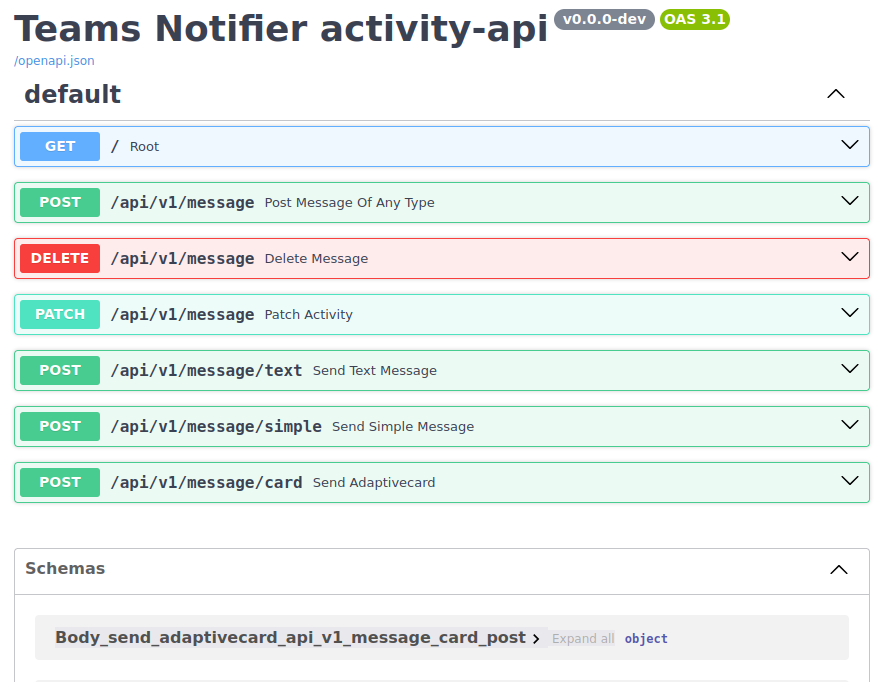 Teams Notifier activity-api v0.0.0-dev OAS 3.1
/openapi.json
default
GET / Root
POST /api/v1/message Post Message Of Any Type
DELETE /api/v1/message Delete Message
PATCH /api/v1/message Patch Activity
POST /api/v1/message/text Send Text Message
POST /api/v1/message/simple Send Simple Message
POST /api/v1/message/card Send Adaptivecard
Schemas
Body_send_adaptivecard_api_v1_message_card_post Expand all object